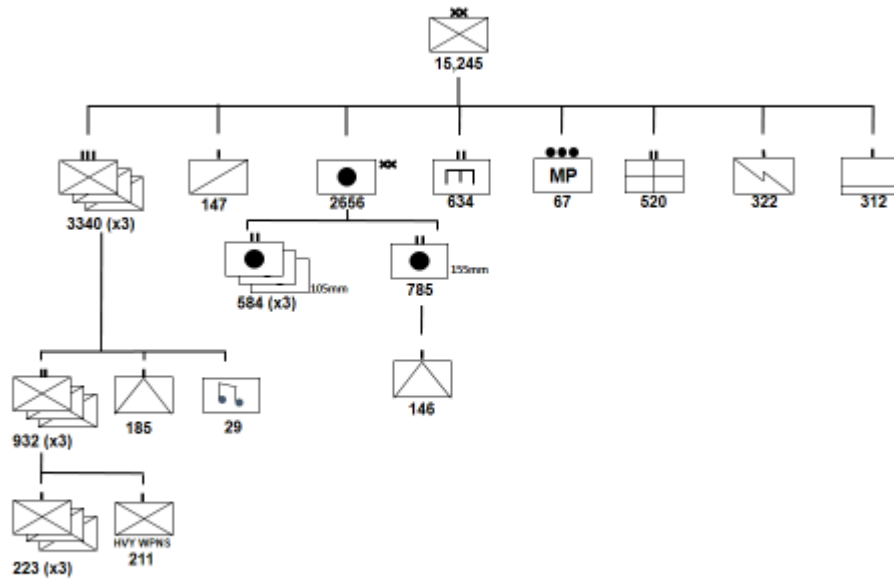 15,245
MP
3340 (x3)
147
2656
634
67
520
322
312
105mm
155mm
584 (x3)
785
932 (x3)
185
29
146
HVY WPNS
223 (x3)
211